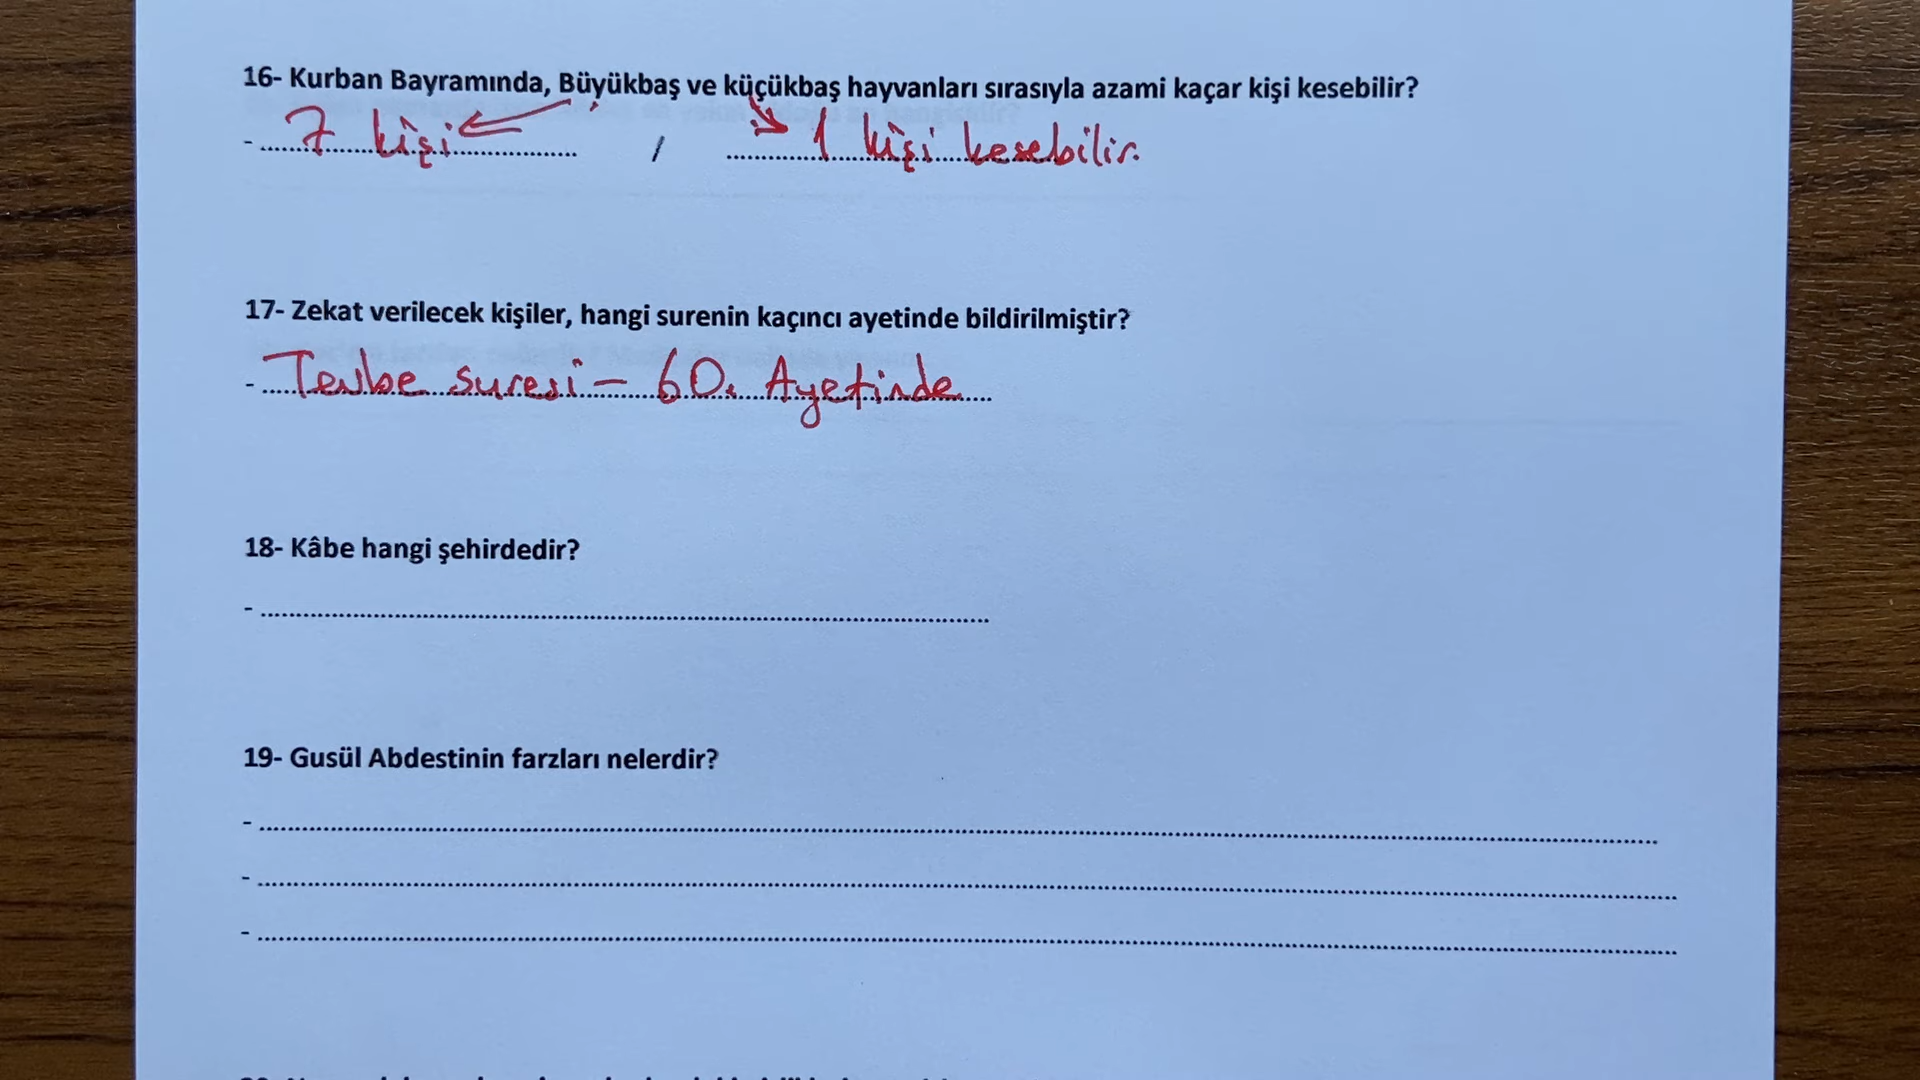 16- Kurban Bayramında, Büyükbaş ve küçükbaş hayvanları sırasıyla azami kaçar kişi kesebilir?
- 7 kişi / 1 kişi kesebilir.
17- Zekat verilecek kişiler, hangi surenin kaçıncı ayetinde bildirilmiştir?
- Tevbe suresi - 60. Ayetinde
18- Kâbe hangi şehirdedir?
- ........................................................................
19- Gusül Abdestinin farzları nelerdir?
- ........................................................................
- ........................................................................
- ........................................................................